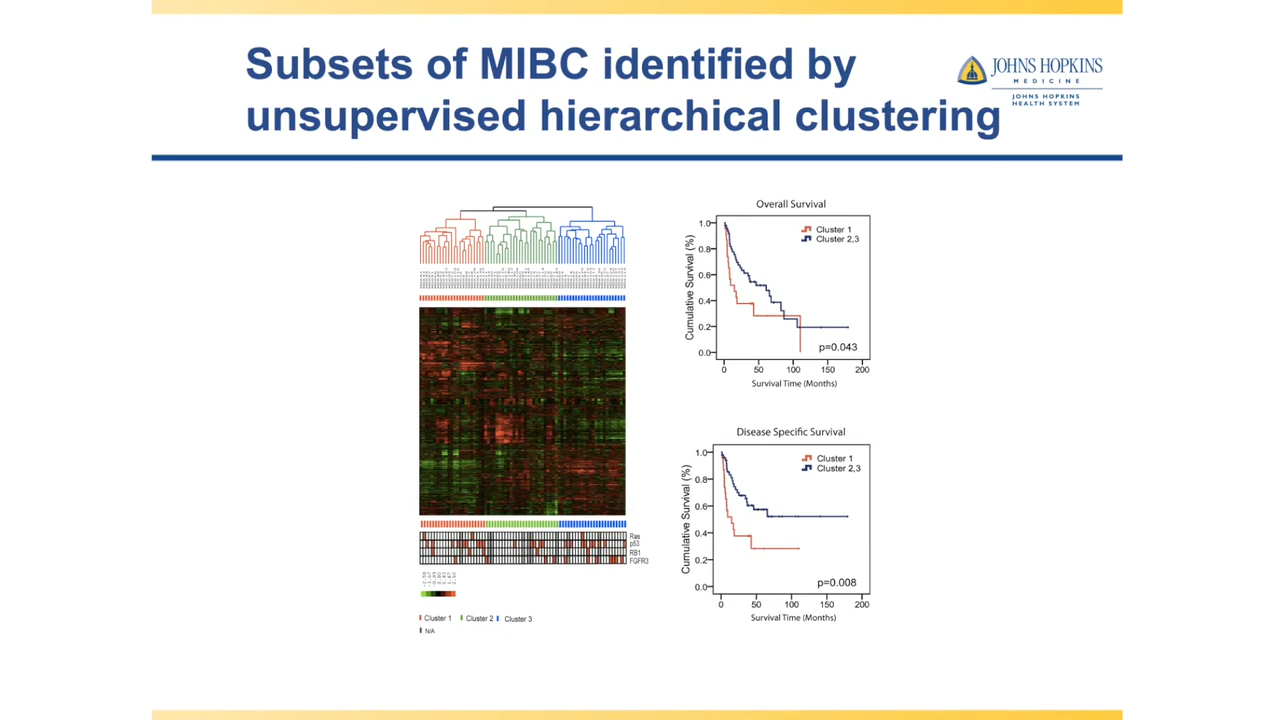 Subsets of MIBC identified by
unsupervised hierarchical clustering
JOHNS HOPKINS
MEDICINE
JOHNS HOPKINS
HEALTH SYSTEM
Ras
p53
RB1
FGFR3
Cluster 1
Cluster 2
Cluster 3
N/A
Overall Survival
Cumulative Survival (%)
1.0
0.8
0.6
0.4
0.2
0.0
Cluster 1
Cluster 2,3
p=0.043
0 50 100 150 200
Survival Time (Months)
Disease Specific Survival
Cumulative Survival (%)
1.0
0.8
0.6
0.4
0.2
0.0
Cluster 1
Cluster 2,3
p=0.008
0 50 100 150 200
Survival Time (Months)